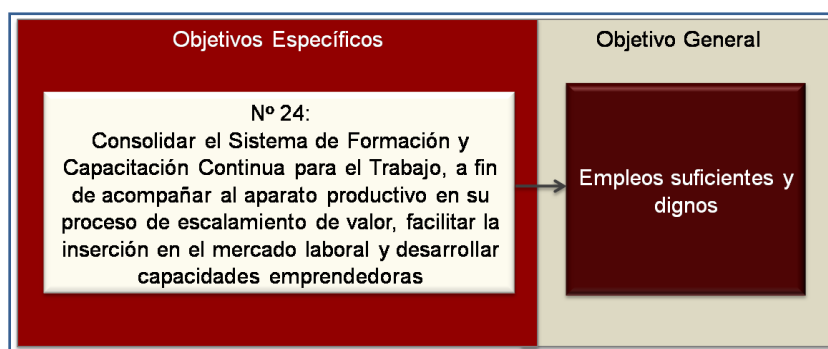 Objetivos Específicos
Objetivo General
Nº 24:
Consolidar el Sistema de Formación y
Capacitación Continua para el Trabajo, a fin
de acompañar al aparato productivo en su
proceso de escalamiento de valor, facilitar la
inserción en el mercado laboral y desarrollar
capacidades emprendedoras
Empleos suficientes y
dignos